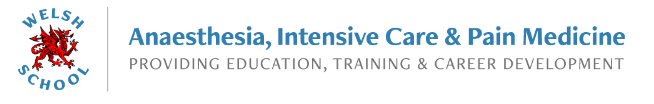 WELSH
SCHOOL
Anaesthesia, Intensive Care & Pain Medicine
PROVIDING EDUCATION, TRAINING & CAREER DEVELOPMENT